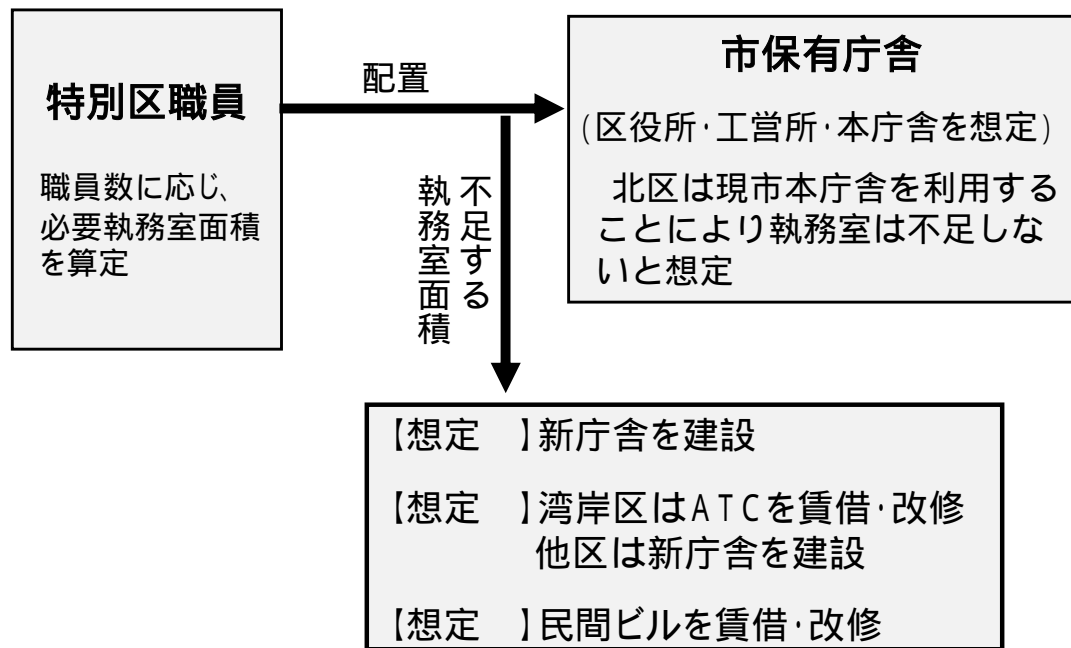 特別区職員
職員数に応じ、
必要執務室面積
を算定
配置
市保有庁舎
(区役所・工営所・本庁舎を想定)
北区は現市本庁舎を利用する
ことにより執務室は不足しな
いと想定
不足する
執務室面積
【想定　】新庁舎を建設
【想定　】湾岸区はATCを賃借・改修
他区は新庁舎を建設
【想定　】民間ビルを賃借・改修